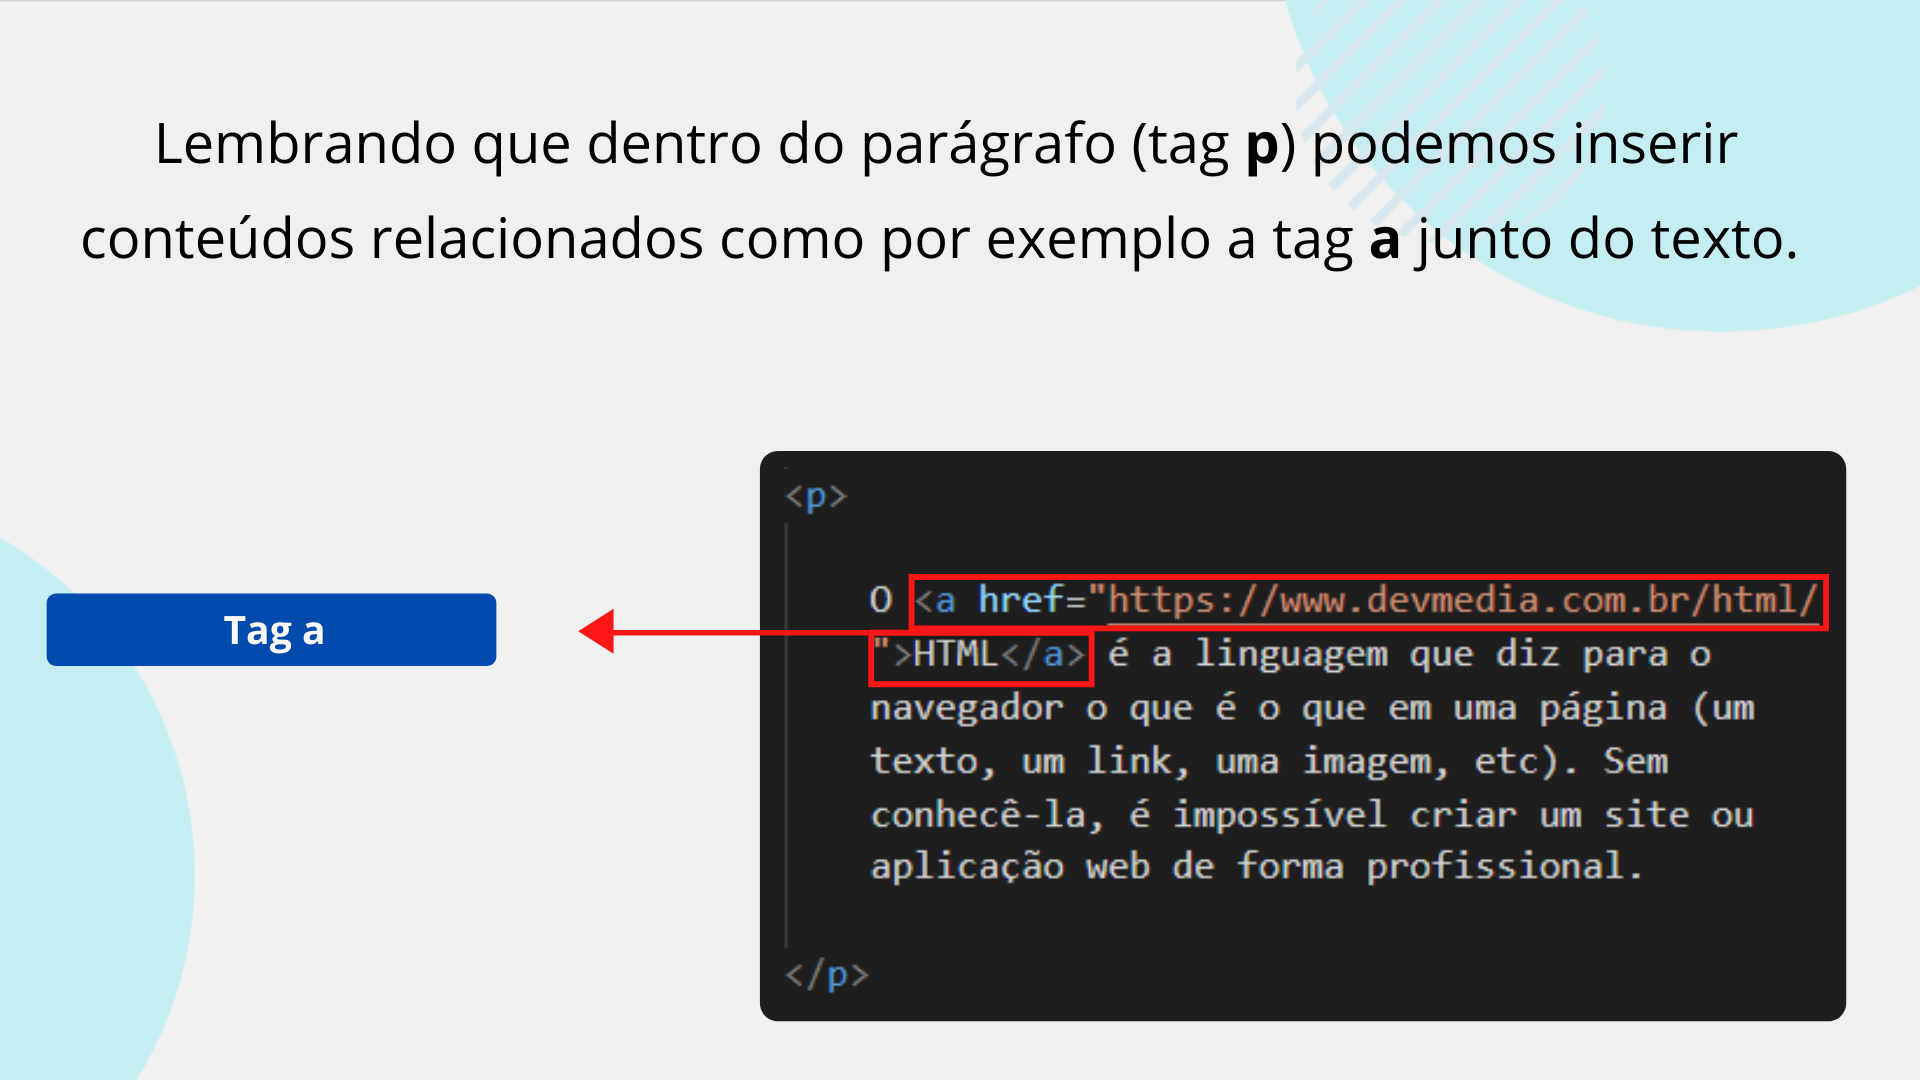 Lembrando que dentro do parágrafo (tag p) podemos inserir
conteúdos relacionados como por exemplo a tag a junto do texto.
Tag a
<p>
O <a href="https://www.devmedia.com.br/html/
">HTML</a> é a linguagem que diz para o
navegador o que é o que em uma página (um
texto, um link, uma imagem, etc). Sem
conhecê-la, é impossível criar um site ou
aplicação web de forma profissional.
</p>